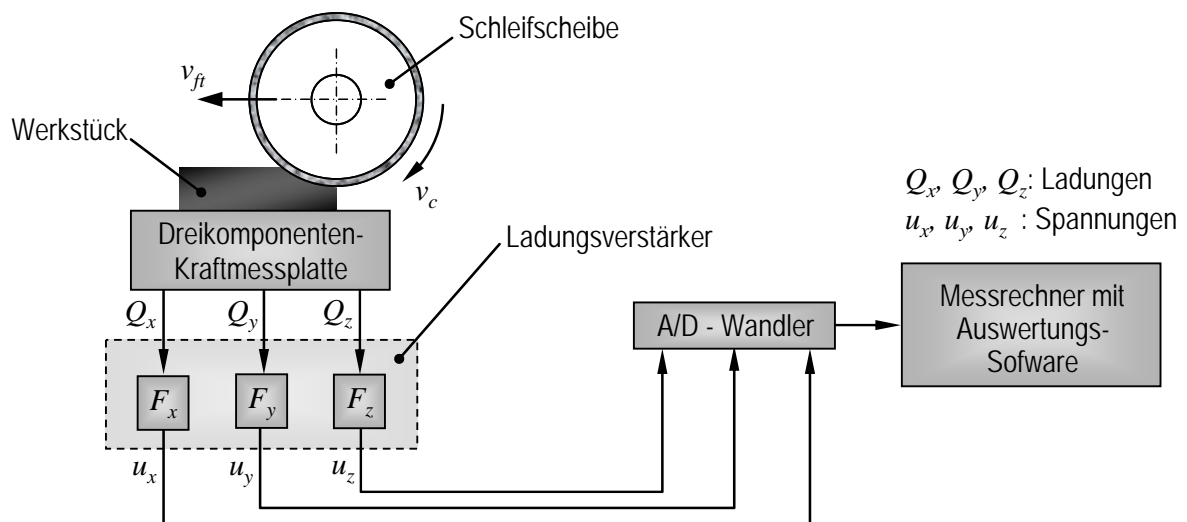 Schleifscheibe
v_ft
Werkstück
v_c
Q_x, Q_y, Q_z: Ladungen
u_x, u_y, u_z : Spannungen
Dreikomponenten-
Kraftmessplatte
Ladungsverstärker
Q_x Q_y Q_z
A/D - Wandler
Messrechner mit
Auswertungs-
Sofware
F_x F_y F_z
u_x u_y u_z